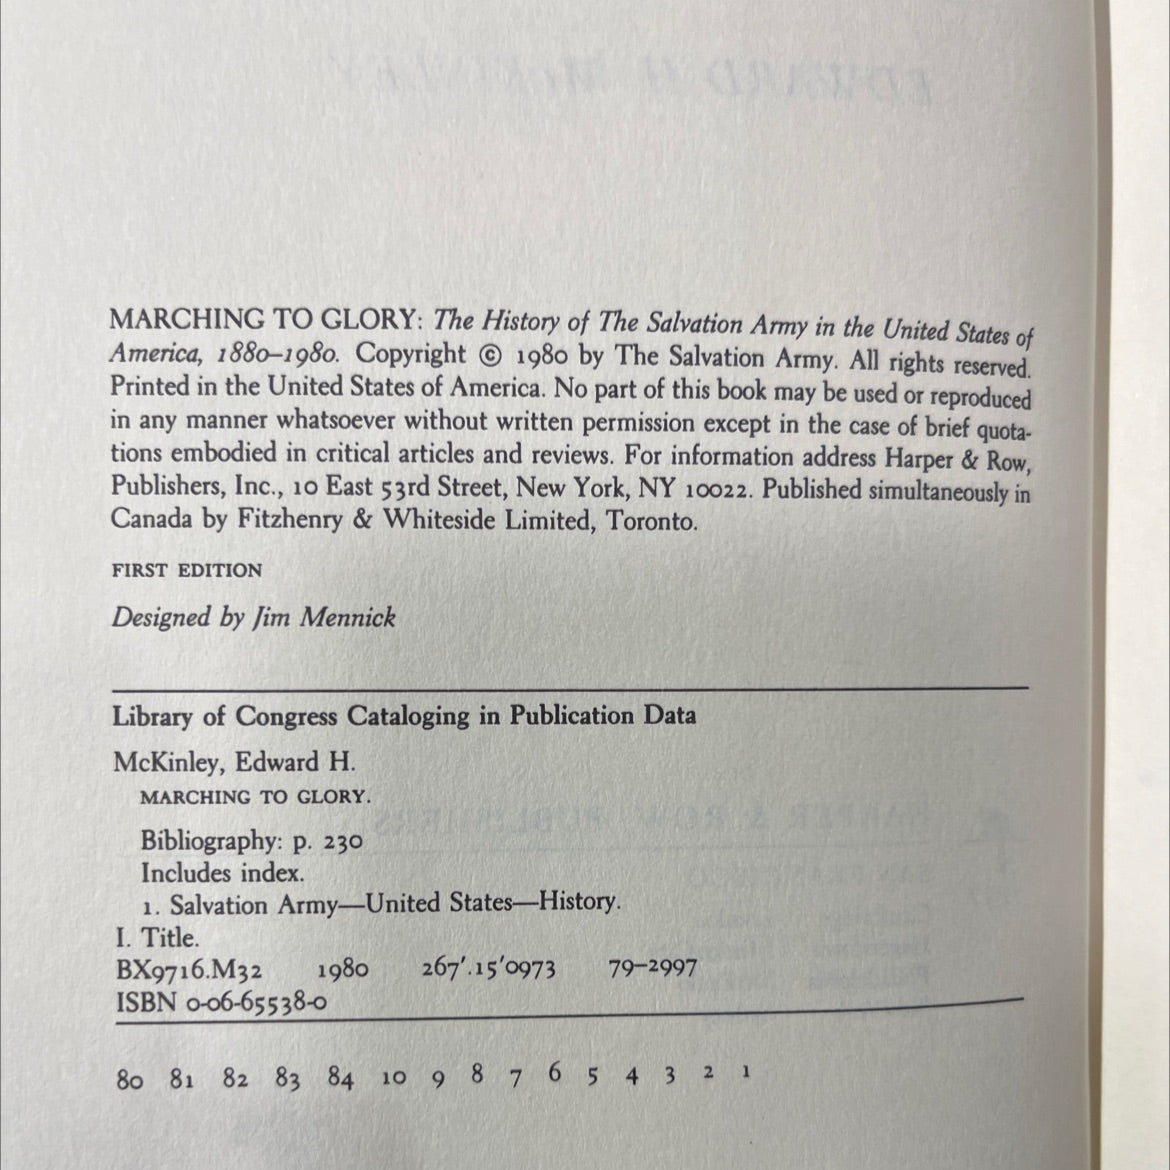 MARCHING TO GLORY: The History of The Salvation Army in the United States of
America, 1880–1980. Copyright © 1980 by The Salvation Army. All rights reserved.
Printed in the United States of America. No part of this book may be used or reproduced
in any manner whatsoever without written permission except in the case of brief quota-
tions embodied in critical articles and reviews. For information address Harper & Row,
Publishers, Inc., 10 East 53rd Street, New York, NY 10022. Published simultaneously in
Canada by Fitzhenry & Whiteside Limited, Toronto.
FIRST EDITION
Designed by Jim Mennick
Library of Congress Cataloging in Publication Data
McKinley, Edward H.
MARCHING TO GLORY.
Bibliography: p. 230
Includes index.
1. Salvation Army—United States—History.
I. Title.
BX9716.M32 1980 267'.15'0973 79-2997
ISBN 0-06-65538-0
80 81 82 83 84 10 9 8 7 6 5 4 3 2 1